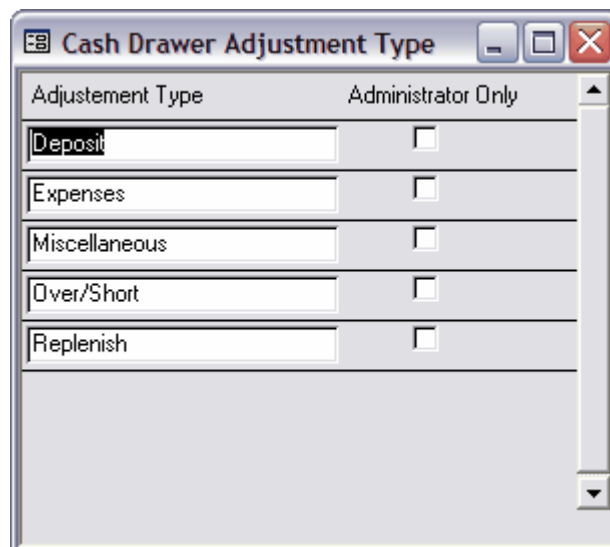 Cash Drawer Adjustment Type
Adjustement Type Administrator Only
Deposit
Expenses
Miscellaneous
Over/Short
Replenish